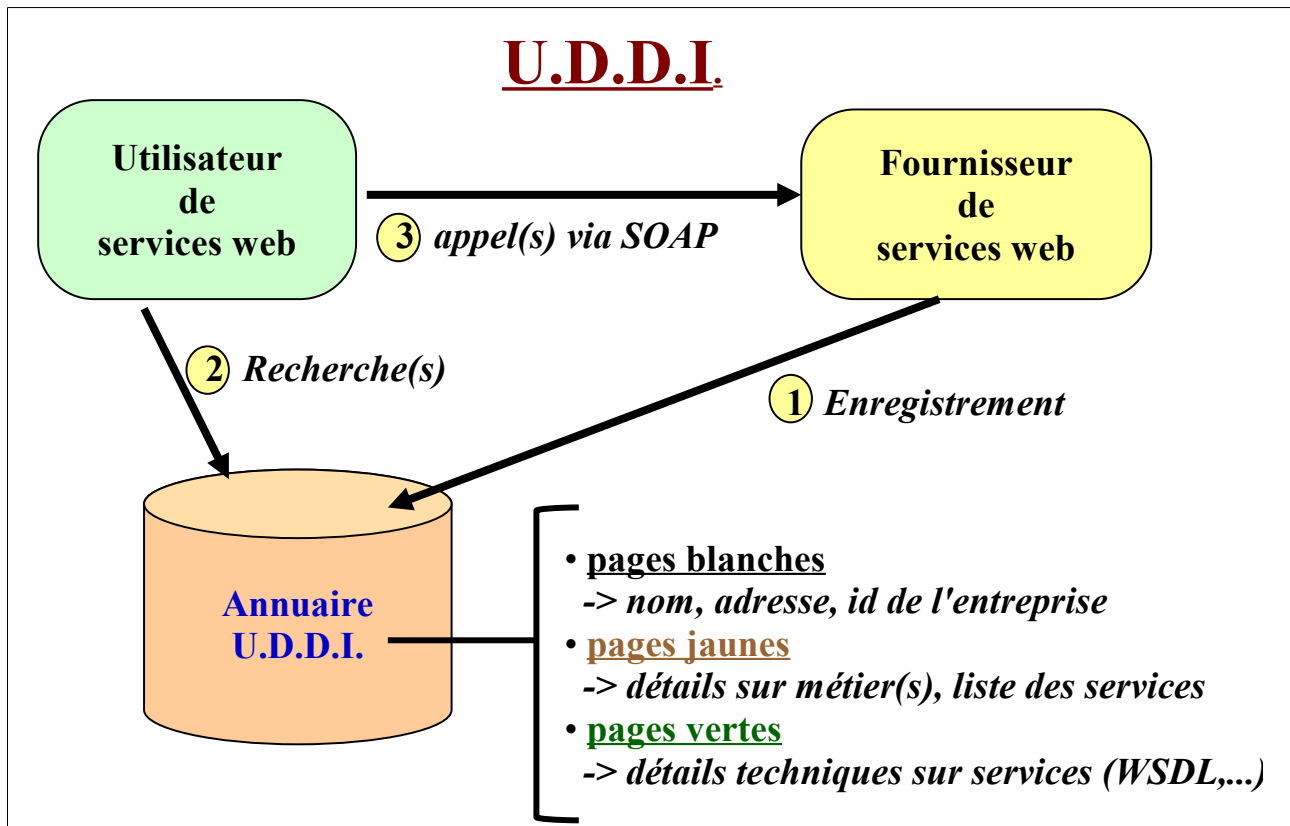 U.D.D.I.
Utilisateur
de
services web
Fournisseur
de
services web
3 appel(s) via SOAP
2 Recherche(s)
1 Enregistrement
Annuaire
U.D.D.I.
• pages blanches
-> nom, adresse, id de l'entreprise
• pages jaunes
-> détails sur métier(s), liste des services
• pages vertes
-> détails techniques sur services (WSDL,...)